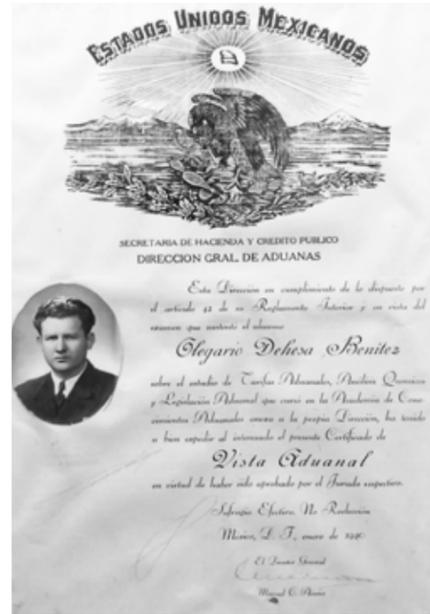 ESTADOS UNIDOS MEXICANOS
SECRETARIA DE HACIENDA Y CREDITO PUBLICO
DIRECCION GRAL. DE ADUANAS
Esta Dirección en cumplimiento de lo dispuesto por
el artículo 42 de su Reglamento Interior y en vista del
examen que sustentó el alumno
Olegario Dehesa Benitez
sobre el estudio de Tarifas Aduanales, Análisis Químicos
y Legislación Aduanal que cursó en la Academia de Cono-
cimientos Aduanales anexa a la propia Dirección, ha tenido
a bien expedir al interesado el presente Certificado de
Vista Aduanal
en virtud de haber sido aprobado por el Jurado respectivo.
Sufragio Efectivo. No Reelección
México, D. F., enero de
El Director General